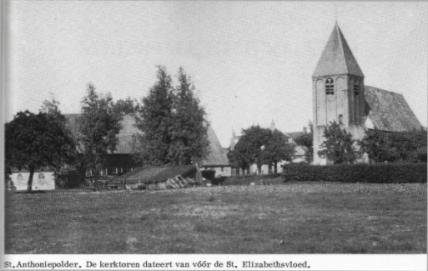 St. Anthoniepolder. De kerktoren dateert van vóór de St. Elizabethsvloed.